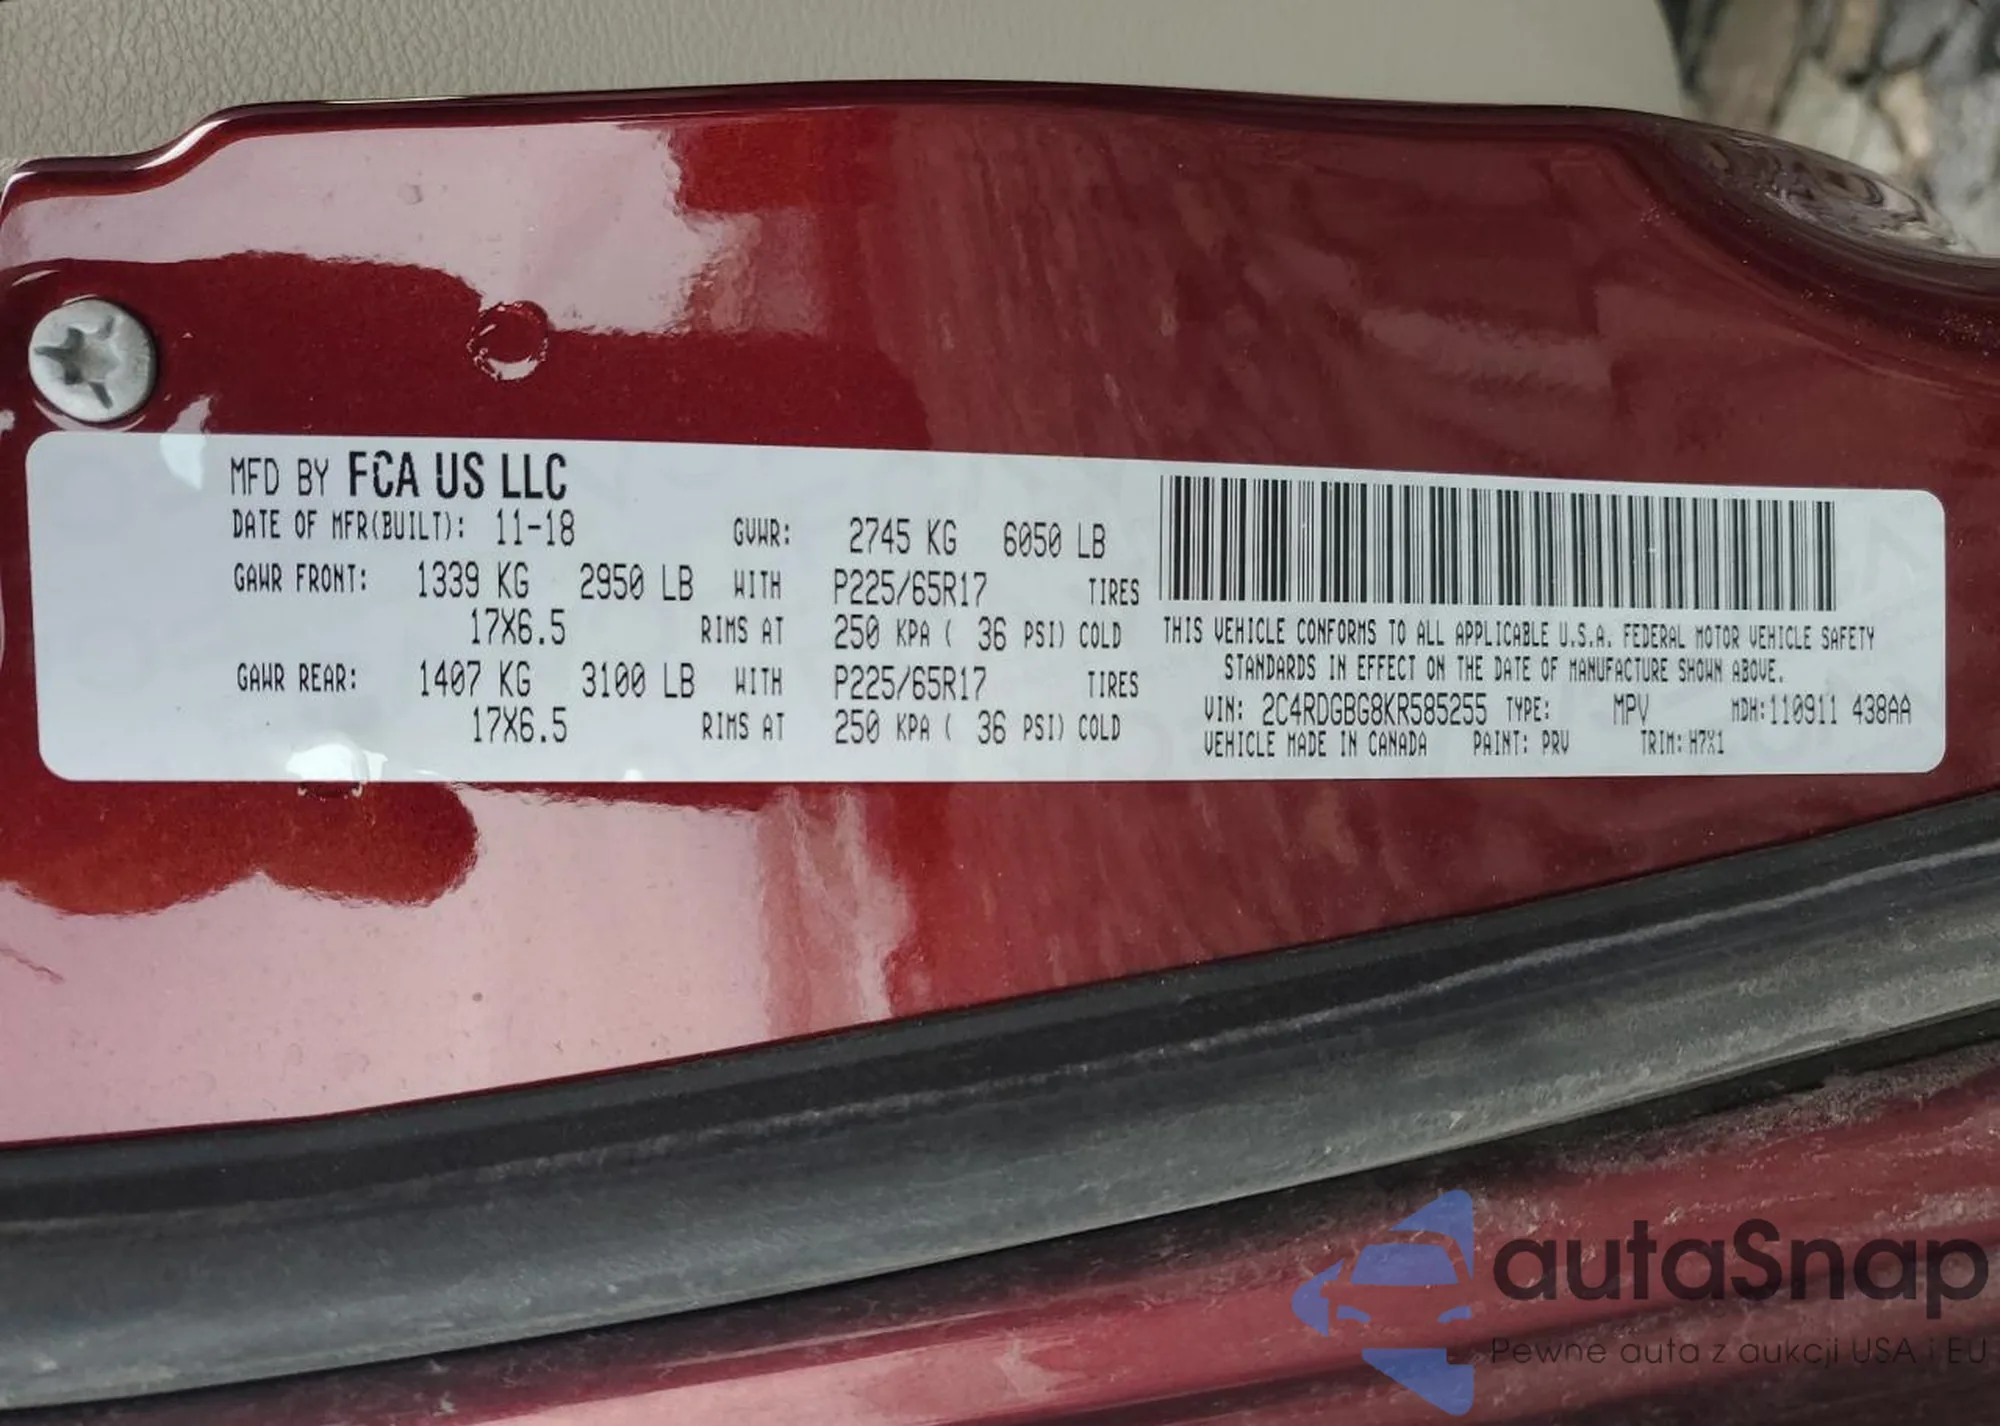 MFD BY FCA US LLC
DATE OF MFR(BUILT): 11-18 GVWR: 2745 KG 6050 LB
GAWR FRONT: 1339 KG 2950 LB WITH P225/65R17 TIRES
17X6.5 RIMS AT 250 KPA ( 36 PSI) COLD
GAWR REAR: 1407 KG 3100 LB WITH P225/65R17 TIRES
17X6.5 RIMS AT 250 KPA ( 36 PSI) COLD
THIS VEHICLE CONFORMS TO ALL APPLICABLE U.S.A. FEDERAL MOTOR VEHICLE SAFETY
STANDARDS IN EFFECT ON THE DATE OF MANUFACTURE SHOWN ABOVE.
VIN: 2C4RDGBG8KR585255 TYPE: MPV MDH:110911 438AA
VEHICLE MADE IN CANADA PAINT: PRV TRIM: H7X1
autaSnap
Pewne auta z aukcji USA i EU